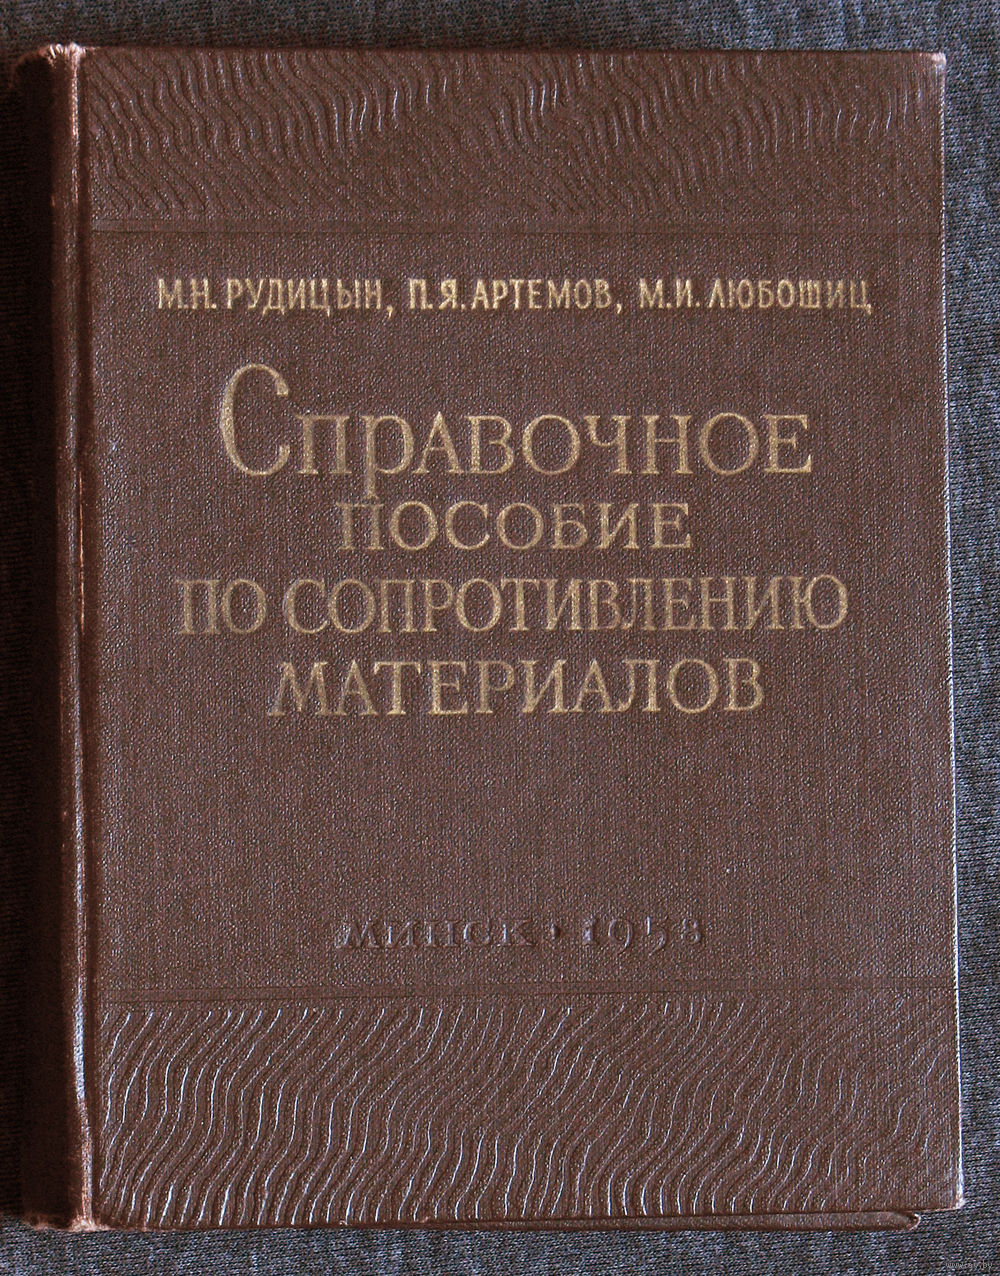 М.Н. РУДИЦЫН, П.Я. АРТЕМОВ, М.И. ЛЮБОШИЦ
СПРАВОЧНОЕ
ПОСОБИЕ
ПО СОПРОТИВЛЕНИЮ
МАТЕРИАЛОВ
МИНСК · 1958